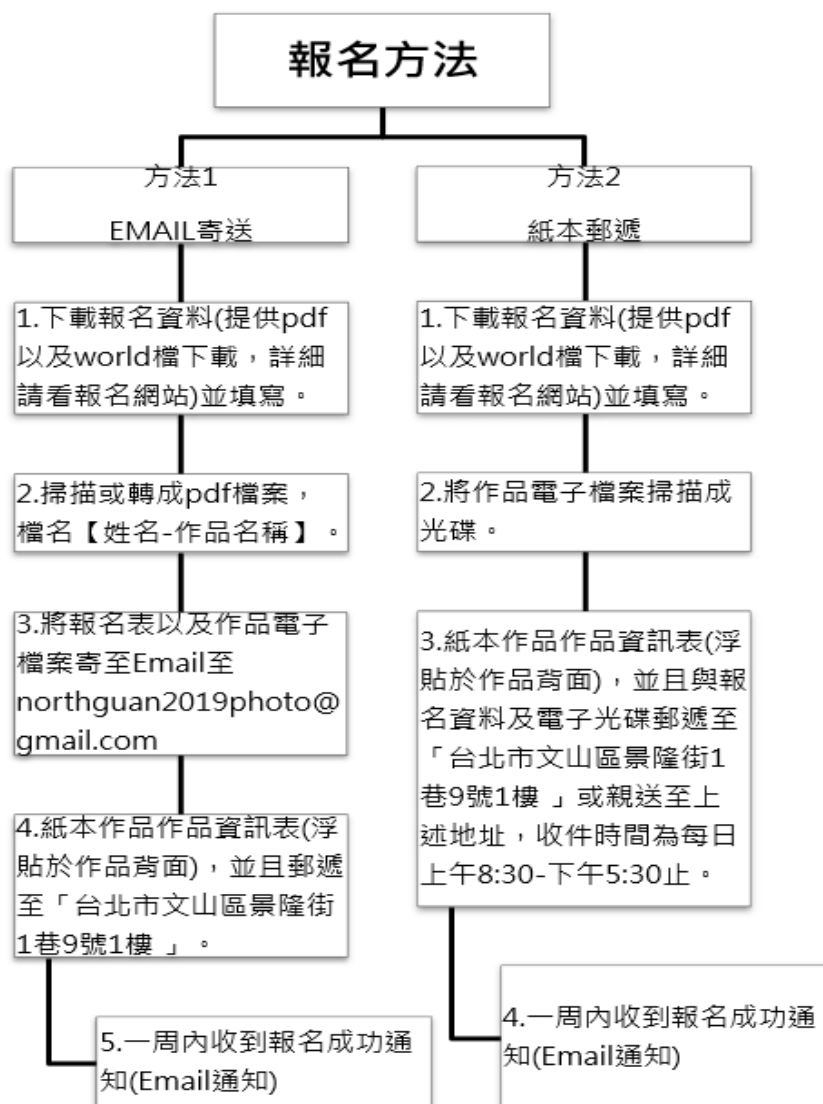 報名方法
方法1
EMAIL寄送
1.下載報名資料(提供pdf
以及world檔下載，詳細
請看報名網站)並填寫。
2.掃描或轉成pdf檔案，
檔名【姓名-作品名稱】。
3.將報名表以及作品電子
檔案寄至Email至
northguan2019photo@
gmail.com
4.紙本作品作品資訊表(浮
貼於作品背面)，並且郵遞
至「台北市文山區景隆街
1巷9號1樓 」。
5.一周內收到報名成功通
知(Email通知)
方法2
紙本郵遞
1.下載報名資料(提供pdf
以及world檔下載，詳細
請看報名網站)並填寫。
2.將作品電子檔案掃描成
光碟。
3.紙本作品作品資訊表(浮
貼於作品背面)，並且與報
名資料及電子光碟郵遞至
「台北市文山區景隆街1
巷9號1樓 」或親送至上
述地址，收件時間為每日
上午8:30-下午5:30止。
4.一周內收到報名成功通
知(Email通知)